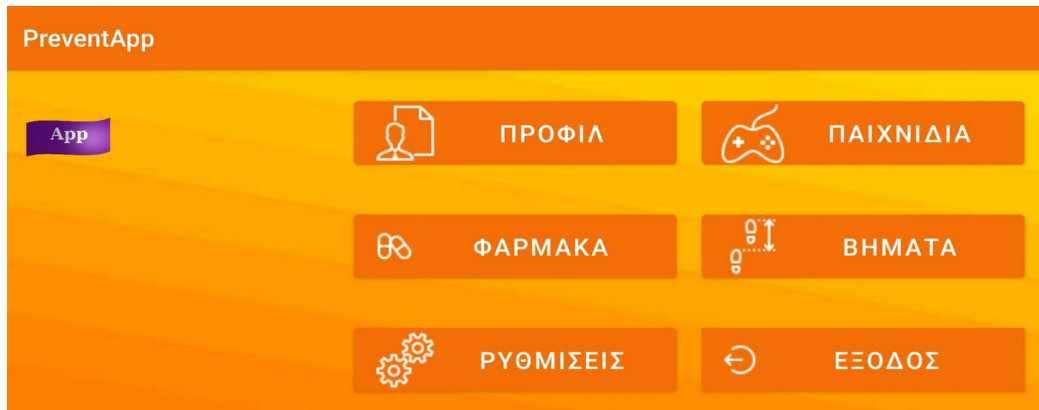 PreventApp
App
ΠΡΟΦΙΛ
ΠΑΙΧΝΙΔΙΑ
ΦΑΡΜΑΚΑ
ΒΗΜΑΤΑ
ΡΥΘΜΙΣΕΙΣ
ΕΞΟΔΟΣ